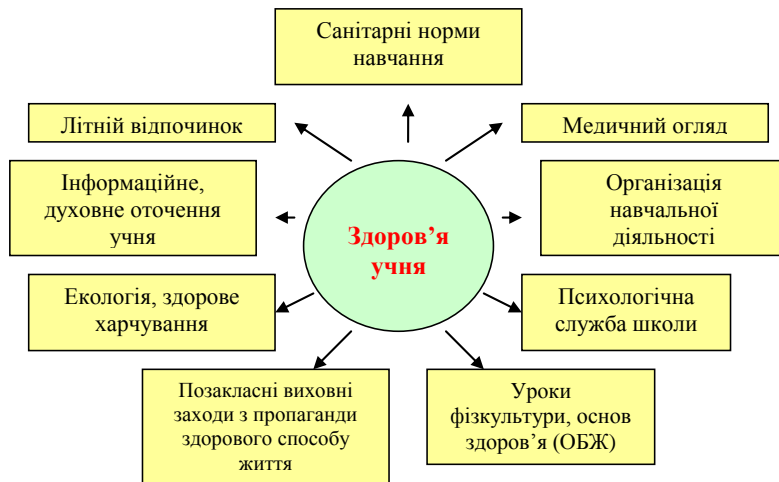 Санітарні норми
навчання
Літній відпочинок
Медичний огляд
Інформаційне,
духовне оточення
учня
Організація
навчальної
діяльності
Здоров’я
учня
Екологія, здорове
харчування
Психологічна
служба школи
Позакласні виховні
заходи з пропаганди
здорового способу
життя
Уроки
фізкультури, основ
здоров’я (ОБЖ)